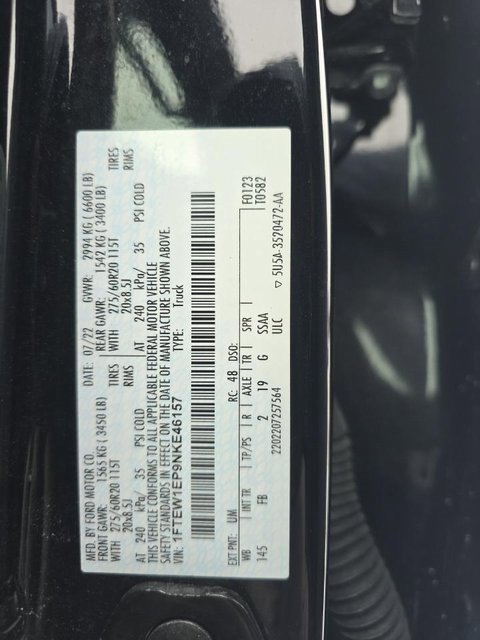 MFD. BY FORD MOTOR CO.
DATE: 07/22 GVWR: 2994 KG ( 6600 LB)
FRONT GAWR: 1565 KG ( 3450 LB) REAR GAWR: 1542 KG ( 3400 LB)
WITH 275/60R20 115T TIRES WITH 275/60R20 115T TIRES
20x8.5J RIMS 20x8.5J RIMS
AT 240 kPa/ 35 PSI COLD AT 240 kPa/ 35 PSI COLD
THIS VEHICLE CONFORMS TO ALL APPLICABLE FEDERAL MOTOR VEHICLE
SAFETY STANDARDS IN EFFECT ON THE DATE OF MANUFACTURE SHOWN ABOVE.
VIN: 1FTEW1EP9NKE46157 TYPE: Truck
F0123
T0582
EXT PNT: UM RC: 48 DSO:
WB INT TR TP/PS R AXLE TR SPR
145 FB 2 19 G SSAA
ULC
2202207257564
▽ 5U5A-3520472-AA